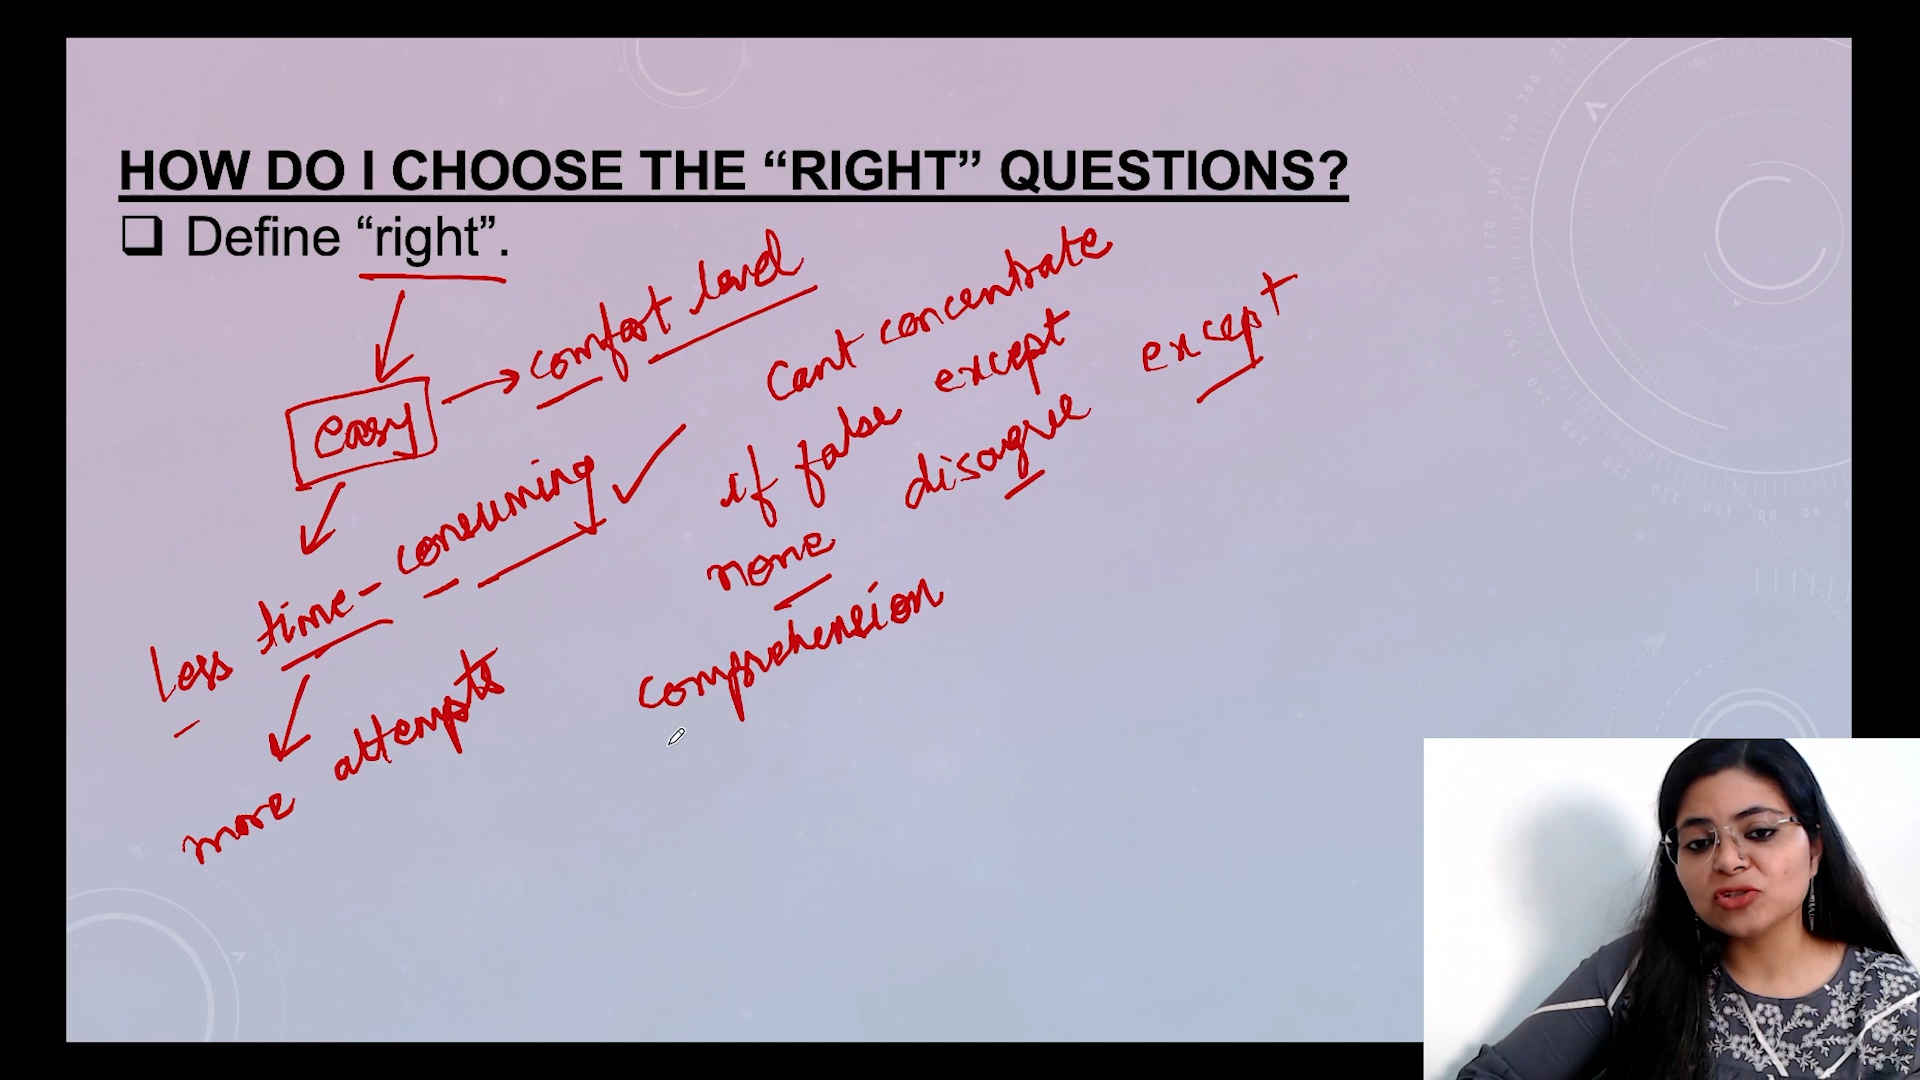 HOW DO I CHOOSE THE “RIGHT” QUESTIONS?
❑ Define “right”.
easy
comfort level
less time-consuming
more attempts
Cant concentrate
if false except
none disagree except
comprehension